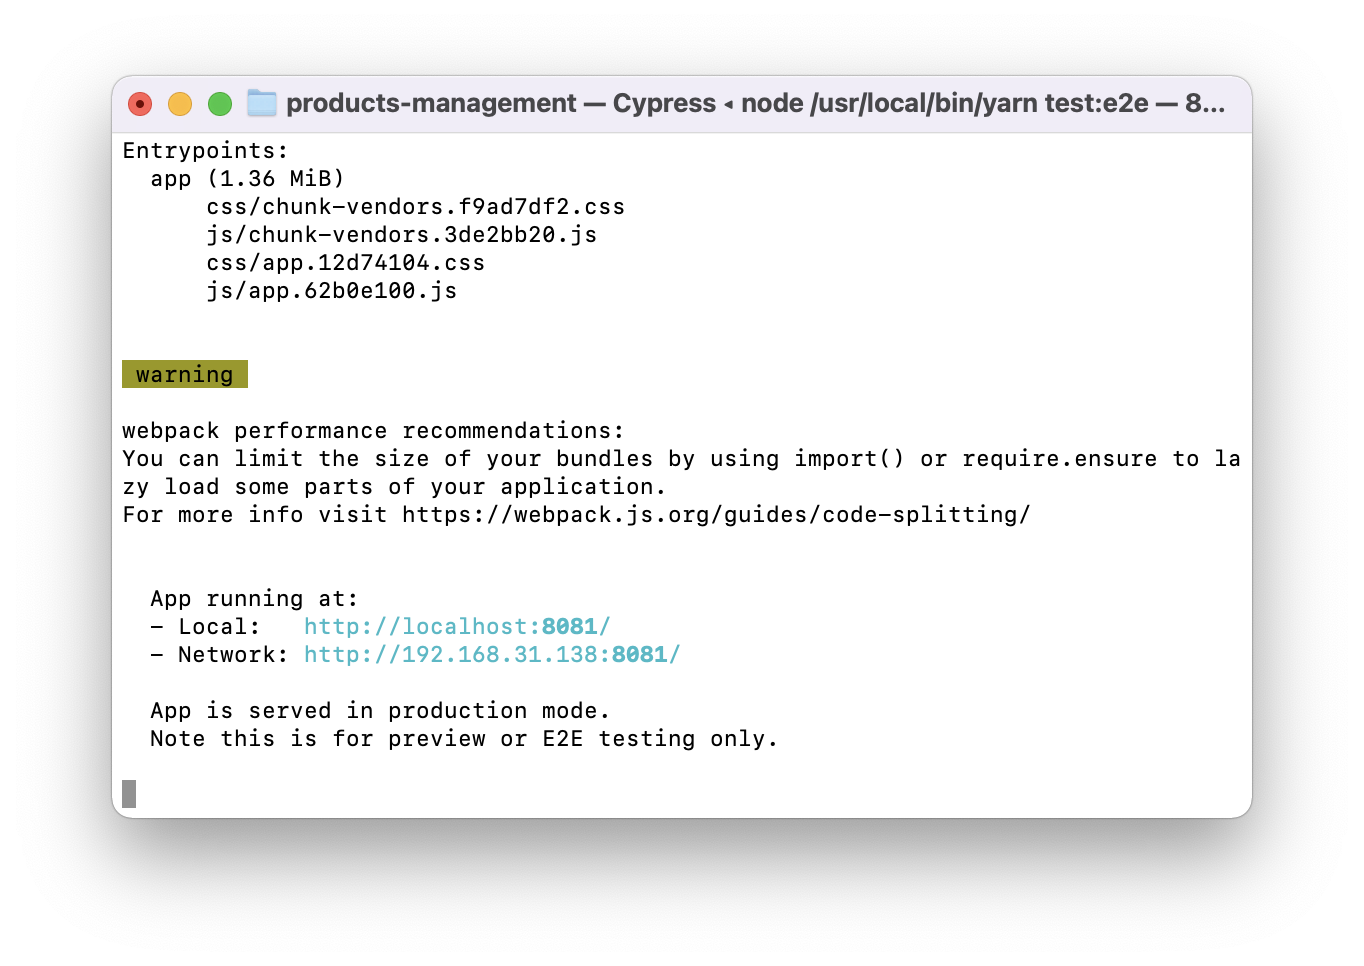 products-management — Cypress ◂ node /usr/local/bin/yarn test:e2e — 8...
Entrypoints:
app (1.36 MiB)
css/chunk-vendors.f9ad7df2.css
js/chunk-vendors.3de2bb20.js
css/app.12d74104.css
js/app.62b0e100.js
warning
webpack performance recommendations:
You can limit the size of your bundles by using import() or require.ensure to la
zy load some parts of your application.
For more info visit https://webpack.js.org/guides/code-splitting/
App running at:
- Local:   http://localhost:8081/
- Network: http://192.168.31.138:8081/
App is served in production mode.
Note this is for preview or E2E testing only.